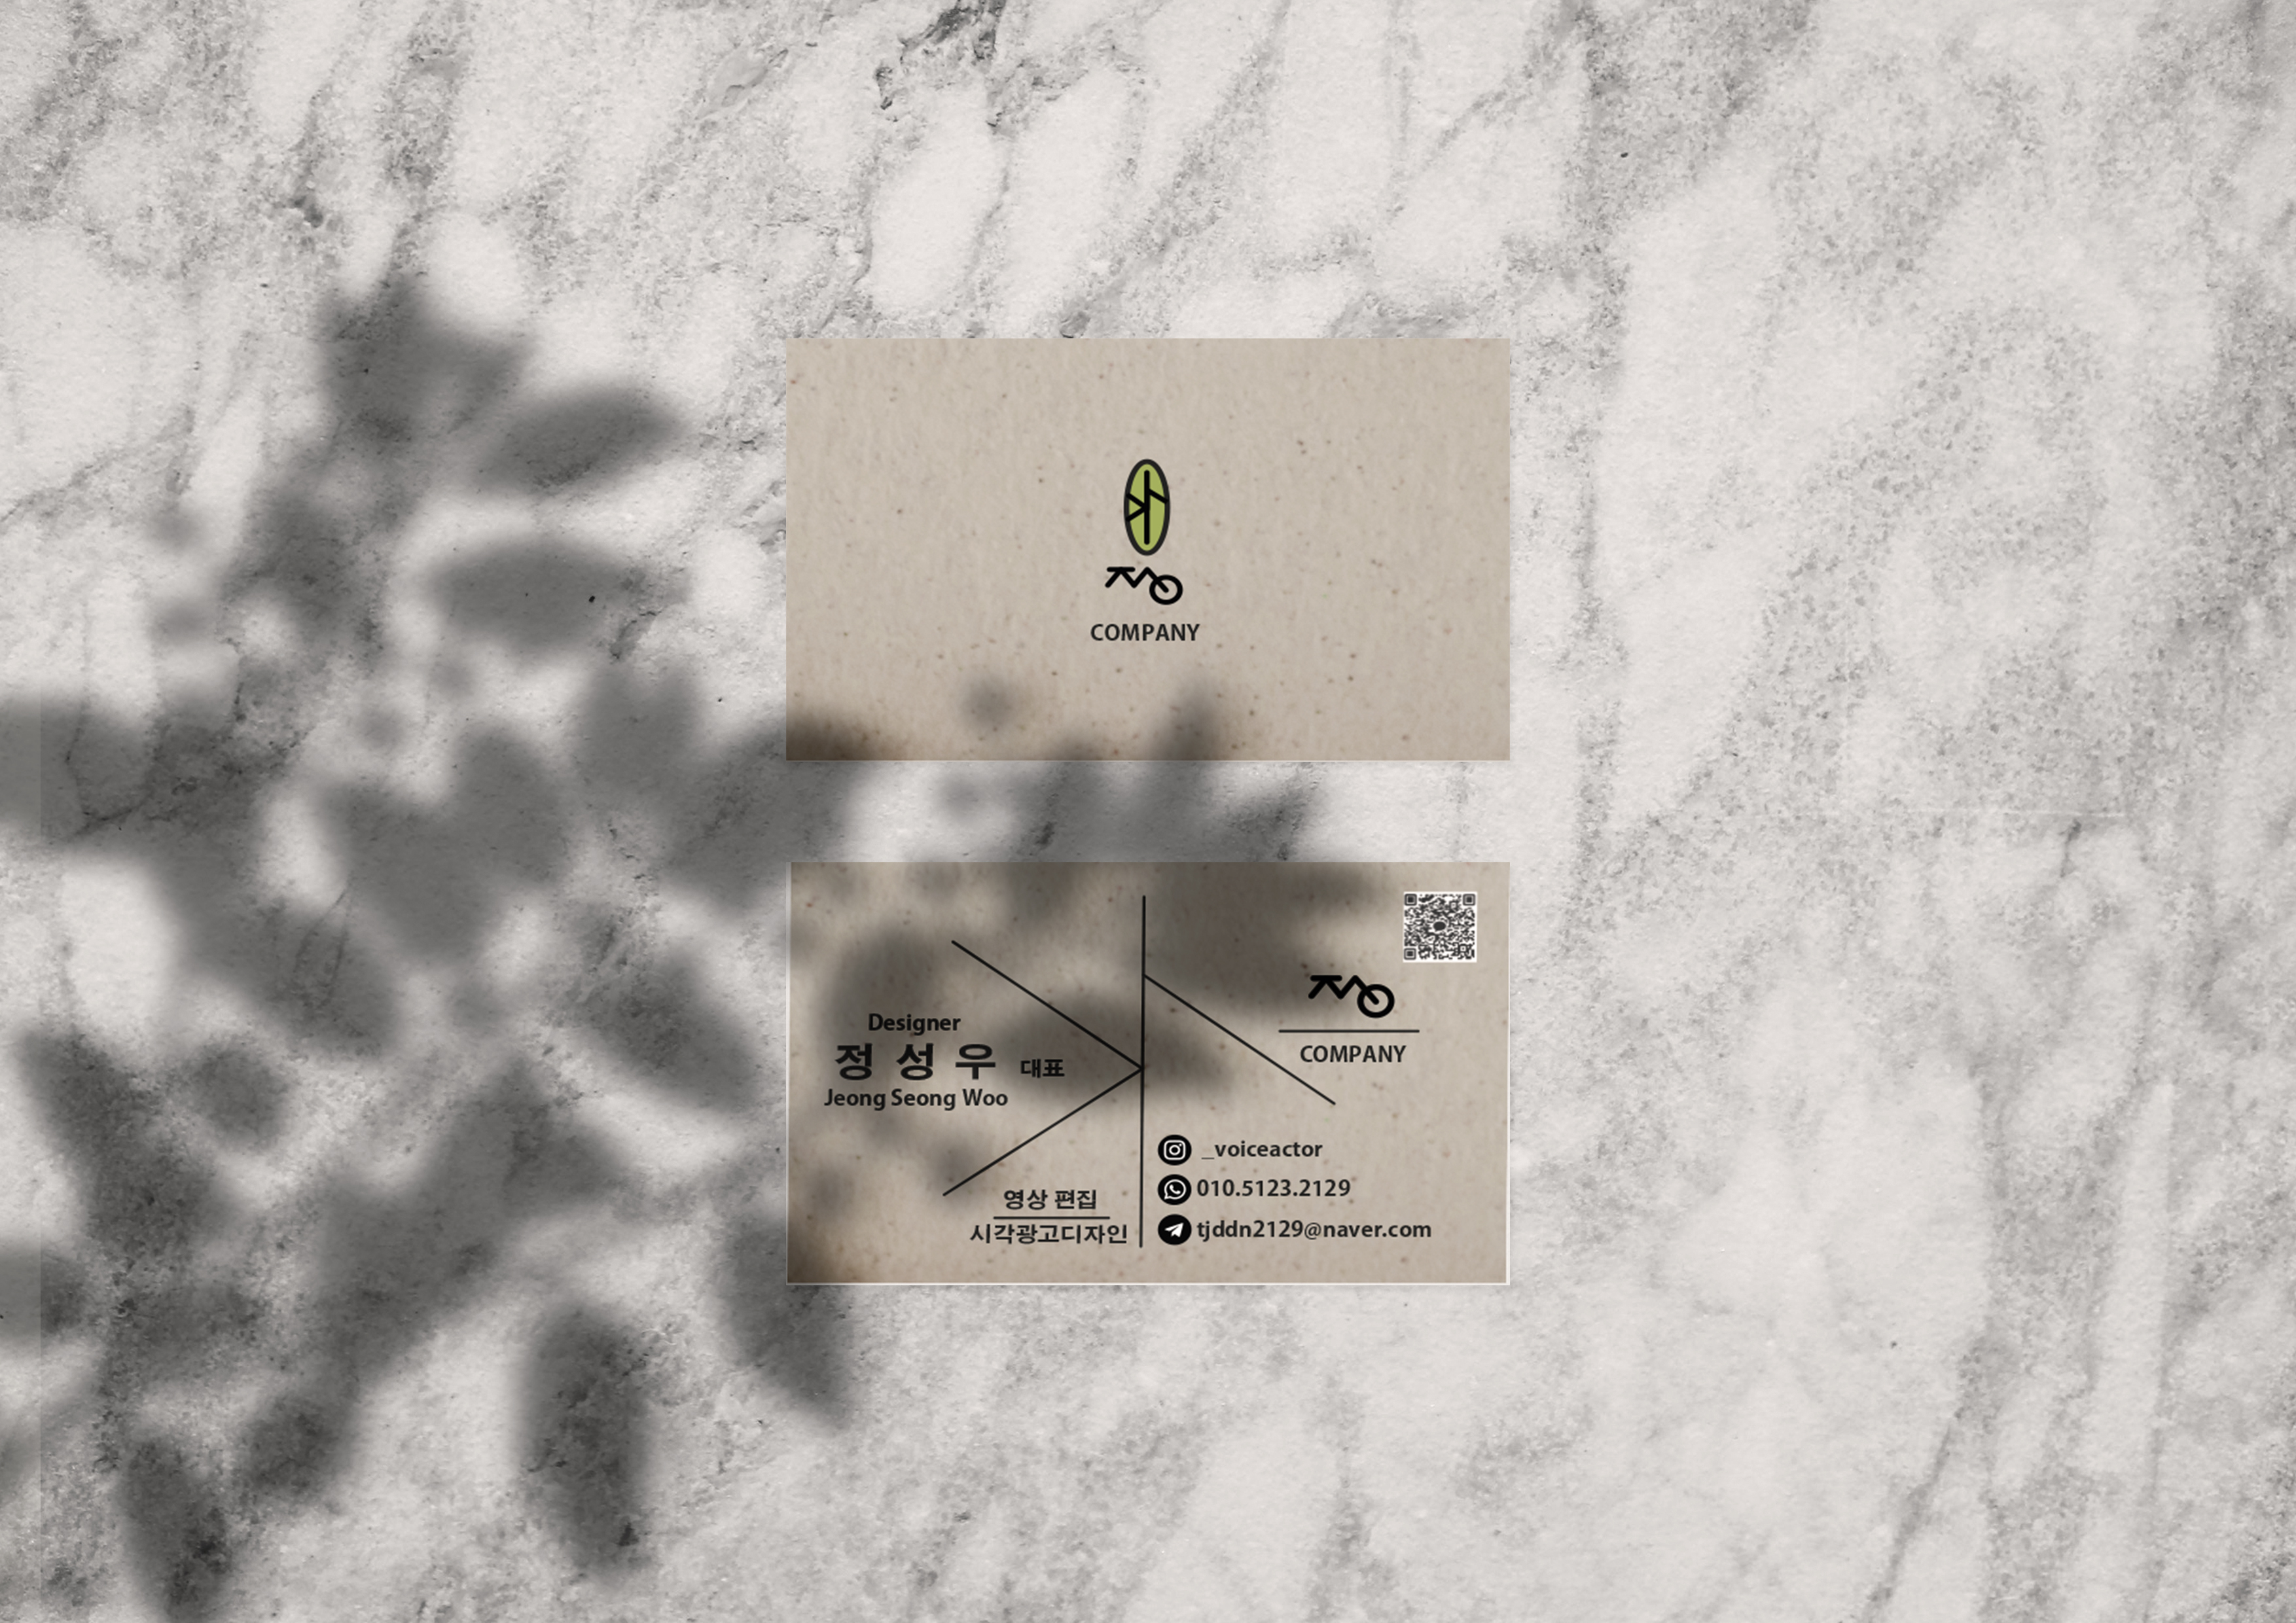 COMPANY
Designer
정 성 우 대표
Jeong Seong Woo
영상 편집
시각광고디자인
COMPANY
_voiceactor
010.5123.2129
tjddn2129@naver.com